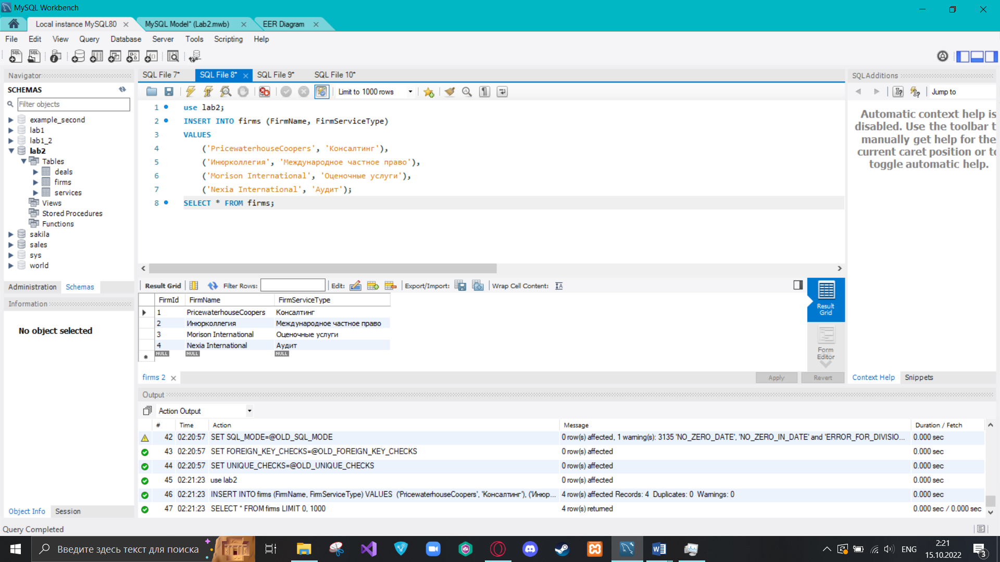 MySQL Workbench
Local instance MySQL80
MySQL Model* (Lab2.mwb)
EER Diagram
File Edit View Query Database Server Tools Scripting Help
Navigator
SCHEMAS
Filter objects
example_second
lab1
lab1_2
lab2
Tables
deals
firms
services
Views
Stored Procedures
Functions
sakila
sales
sys
world
Administration Schemas
Information
No object selected
Object Info Session
SQL File 7* SQL File 8* SQL File 9* SQL File 10*
Limit to 1000 rows
1 use lab2;
2 INSERT INTO firms (FirmName, FirmServiceType)
3 VALUES
4 ('PricewaterhouseCoopers', 'Консалтинг'),
5 ('Инюрколлегия', 'Международное частное право'),
6 ('Morison International', 'Оценочные услуги'),
7 ('Nexia International', 'Аудит');
8 SELECT * FROM firms;
Result Grid Filter Rows: Edit: Export/Import: Wrap Cell Content:
FirmId FirmName FirmServiceType
1 PricewaterhouseCoopers Консалтинг
2 Инюрколлегия Международное частное право
3 Morison International Оценочные услуги
4 Nexia International Аудит
NULL NULL NULL
Result
Grid
Form
Editor
firms 2
Apply Revert
SQLAdditions
Jump to
Automatic context help is
disabled. Use the toolbar t
manually get help for the
current caret position or to
toggle automatic help.
Context Help Snippets
Output
Action Output
# Time Action Message Duration / Fetch
42 02:20:57 SET SQL_MODE=@OLD_SQL_MODE 0 row(s) affected, 1 warning(s): 3135 'NO_ZERO_DATE', 'NO_ZERO_IN_DATE' and 'ERROR_FOR_DIVISIO... 0.000 sec
43 02:20:57 SET FOREIGN_KEY_CHECKS=@OLD_FOREIGN_KEY_CHECKS 0 row(s) affected 0.000 sec
44 02:20:57 SET UNIQUE_CHECKS=@OLD_UNIQUE_CHECKS 0 row(s) affected 0.000 sec
45 02:21:23 use lab2 0 row(s) affected 0.000 sec
46 02:21:23 INSERT INTO firms (FirmName, FirmServiceType) VALUES ('PricewaterhouseCoopers', 'Консалтинг'), ('Инюр... 4 row(s) affected Records: 4 Duplicates: 0 Warnings: 0 0.000 sec
47 02:21:23 SELECT * FROM firms LIMIT 0, 1000 4 row(s) returned 0.000 sec / 0.000 sec
Query Completed
Введите здесь текст для поиска
ENG
2:21
15.10.2022
3